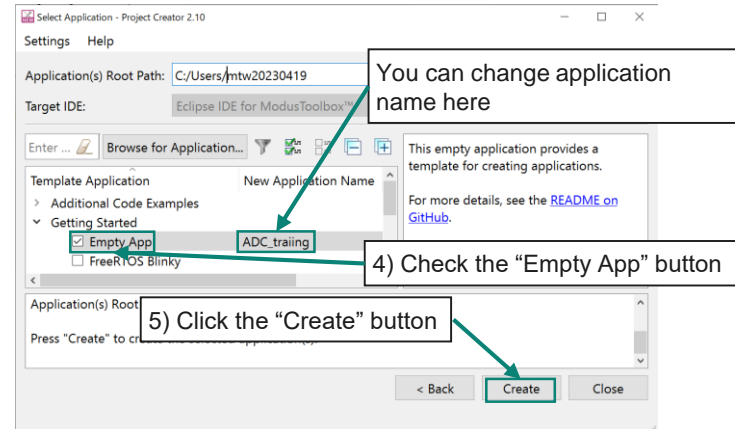 Select Application - Project Creator 2.10
Settings Help
Application(s) Root Path: C:/Users/mtw20230419
You can change application
name here
Target IDE: Eclipse IDE for ModusToolbox™
Enter ... Browse for Application...
This empty application provides a
template for creating applications.
Template Application New Application Name
For more details, see the README on
GitHub.
Additional Code Examples
Getting Started
Empty App ADC_traiing
FreeRTOS Blinky
4) Check the “Empty App” button
Application(s) Root
5) Click the “Create” button
Press "Create" to create
< Back Create Close